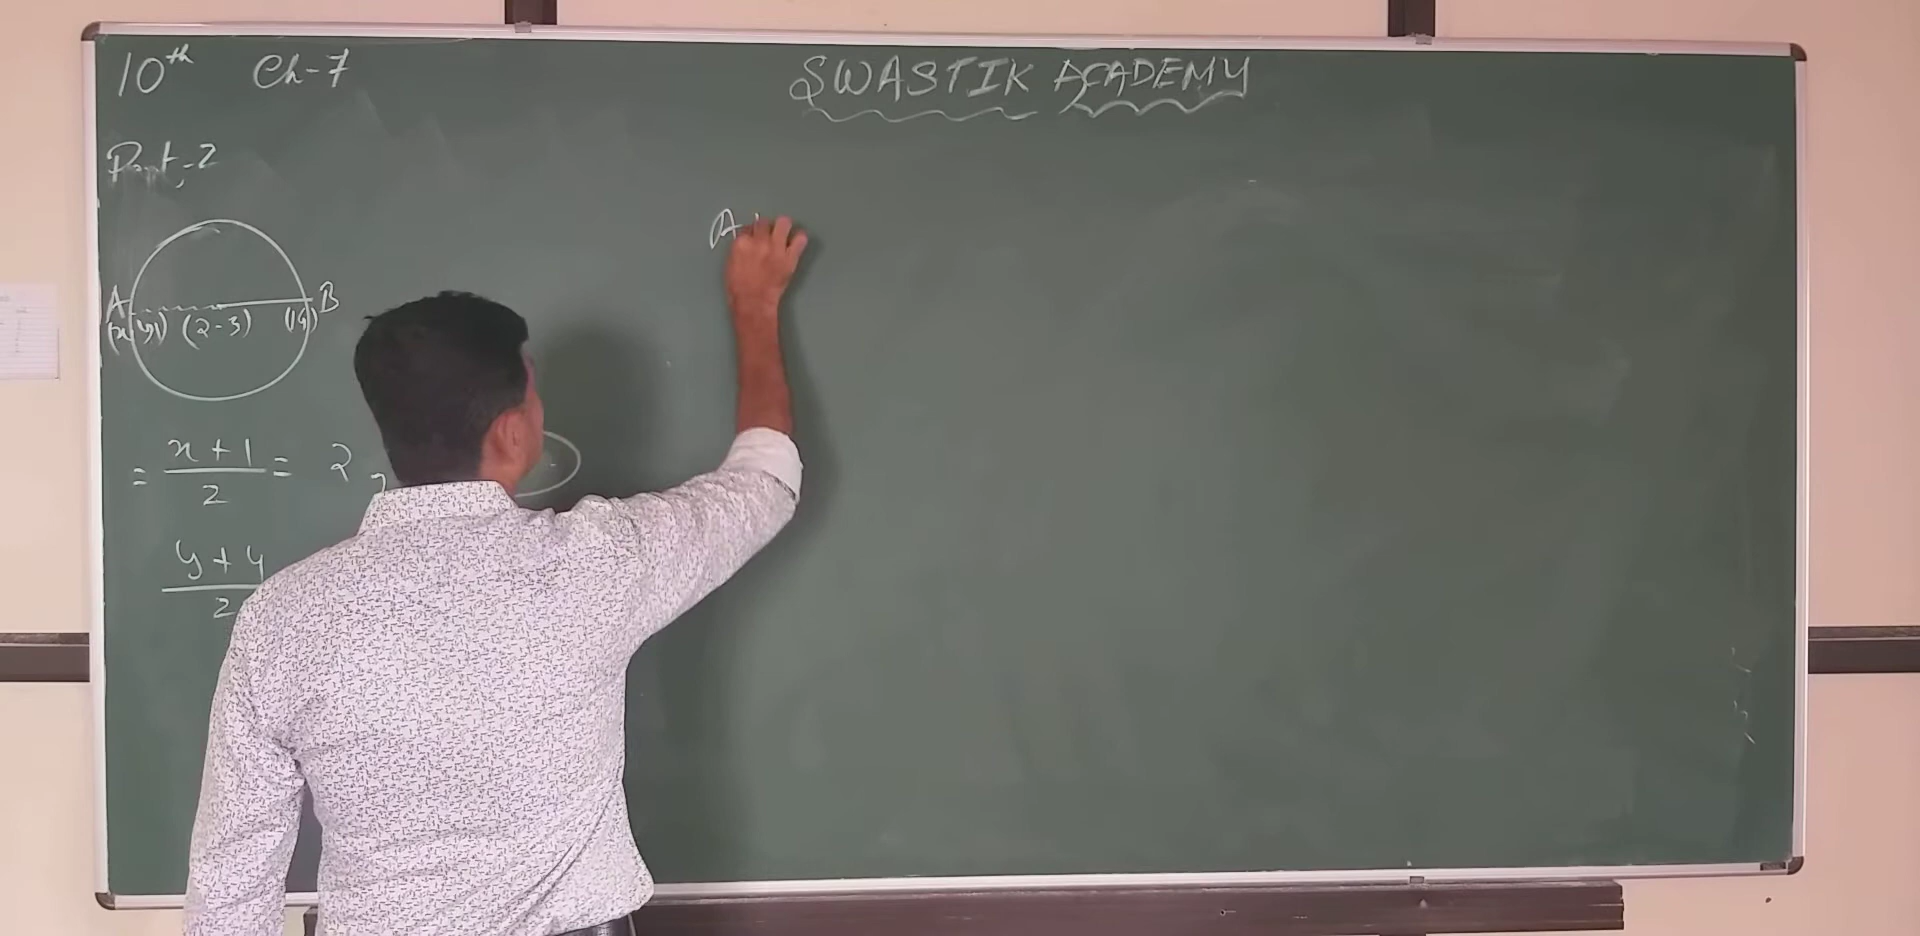 10th Ch-7
SWASTIK ACADEMY
Part-2
A B
(x, y) (2-3) (1,4)
= x + 1 / 2 = 2,
y + 4 / 2
A